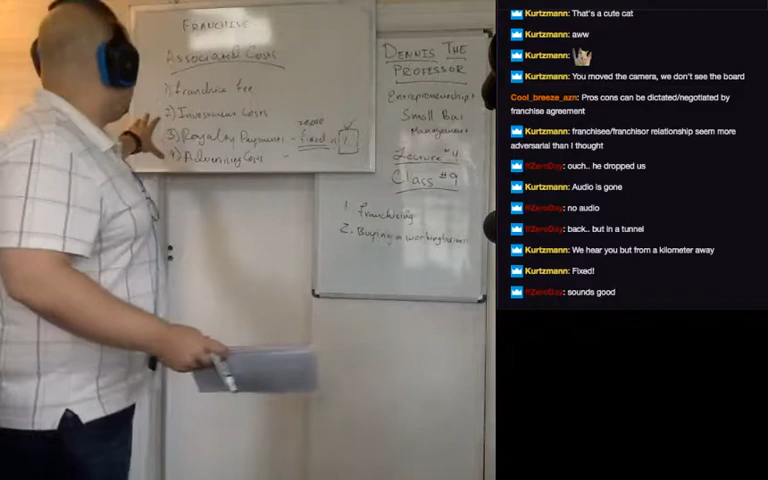 FRANCHISE
Associated Costs
1) Franchise Fee
2) Investment Costs
3) Royalty Payments - fixed
4) Advertising Costs -
DENNIS THE
PROFESSOR
Entrepreneurship &
Small Busi
Management
Lecture #4
Class #9
1. Franchising
2. Buying a working business
Kurtzmann: That's a cute cat
Kurtzmann: aww
Kurtzmann:
Kurtzmann: You moved the camera, we don't see the board
Cool_breeze_azn: Pros cons can be dictated/negotiated by
franchise agreement
Kurtzmann: franchisee/franchisor relationship seem more
adversarial than I thought
: ouch.. he dropped us
Kurtzmann: Audio is gone
: no audio
: back.. but in a tunnel
Kurtzmann: We hear you but from a kilometer away
Kurtzmann: Fixed!
: sounds good